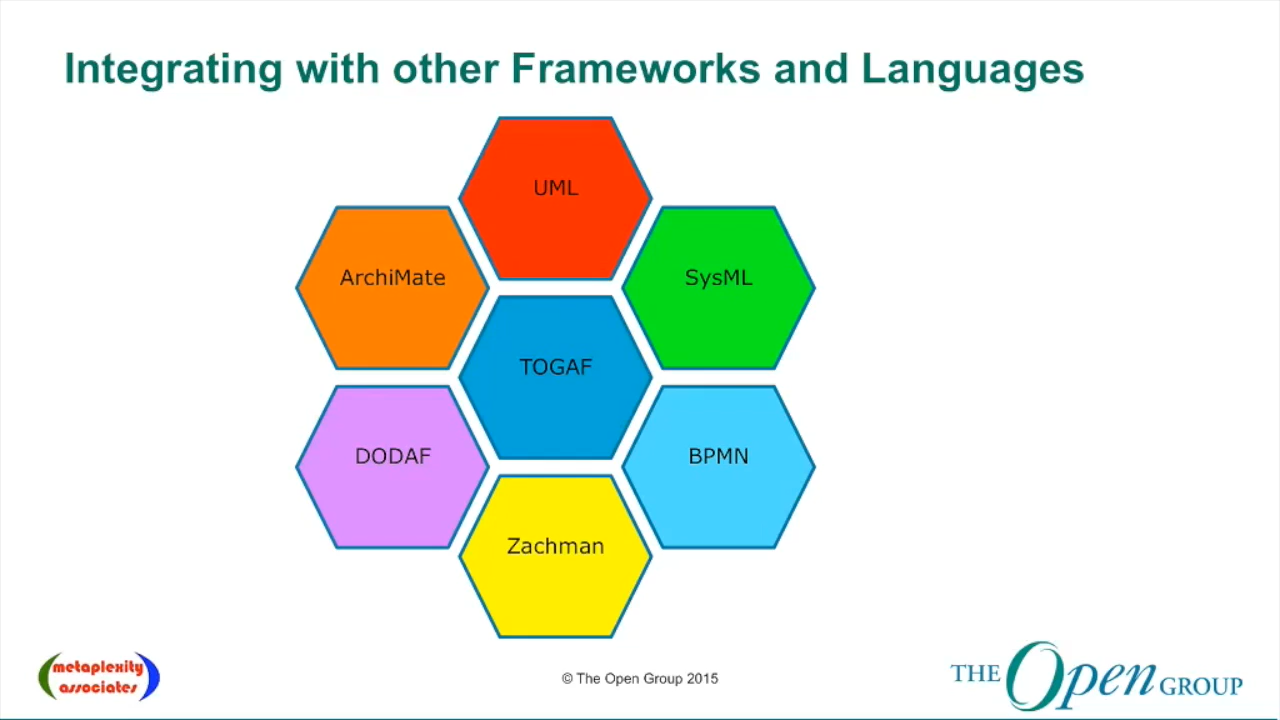 Integrating with other Frameworks and Languages
UML
ArchiMate
SysML
TOGAF
DODAF
BPMN
Zachman
metaplexity
associates
© The Open Group 2015
THE Open GROUP